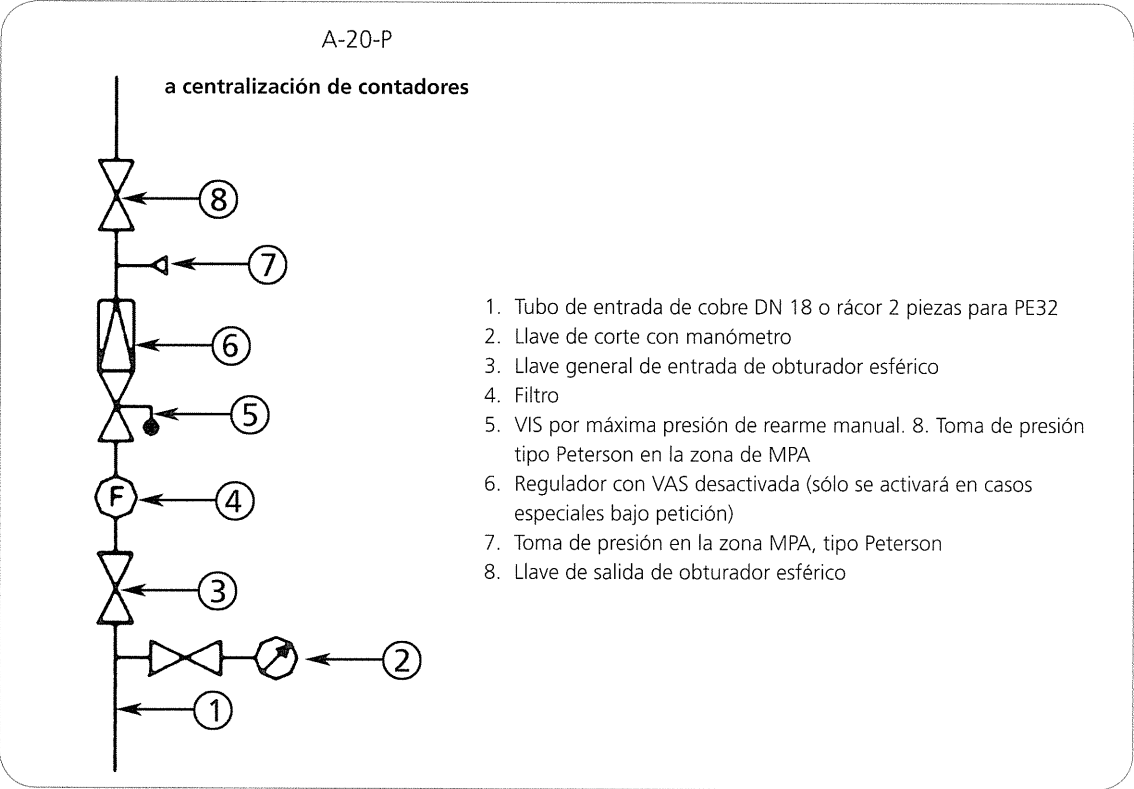 A-20-P
a centralización de contadores
8
7
6
5
F
4
3
2
1
1. Tubo de entrada de cobre DN 18 o rácor 2 piezas para PE32
2. Llave de corte con manómetro
3. Llave general de entrada de obturador esférico
4. Filtro
5. VIS por máxima presión de rearme manual. 8. Toma de presión
tipo Peterson en la zona de MPA
6. Regulador con VAS desactivada (sólo se activará en casos
especiales bajo petición)
7. Toma de presión en la zona MPA, tipo Peterson
8. Llave de salida de obturador esférico